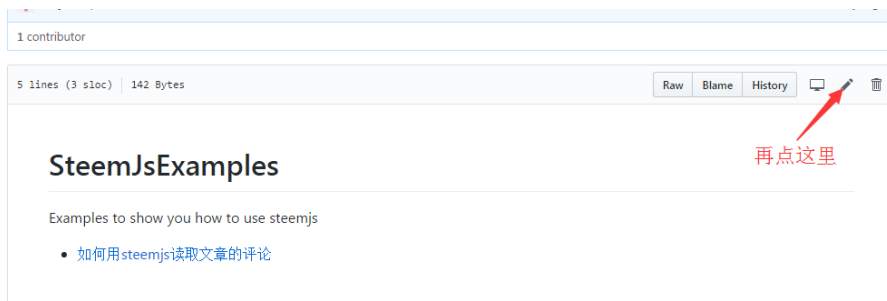 1 contributor
5 lines (3 sloc) 142 Bytes Raw Blame History
再点这里
SteemJsExamples
Examples to show you how to use steemjs
如何用steemjs读取文章的评论